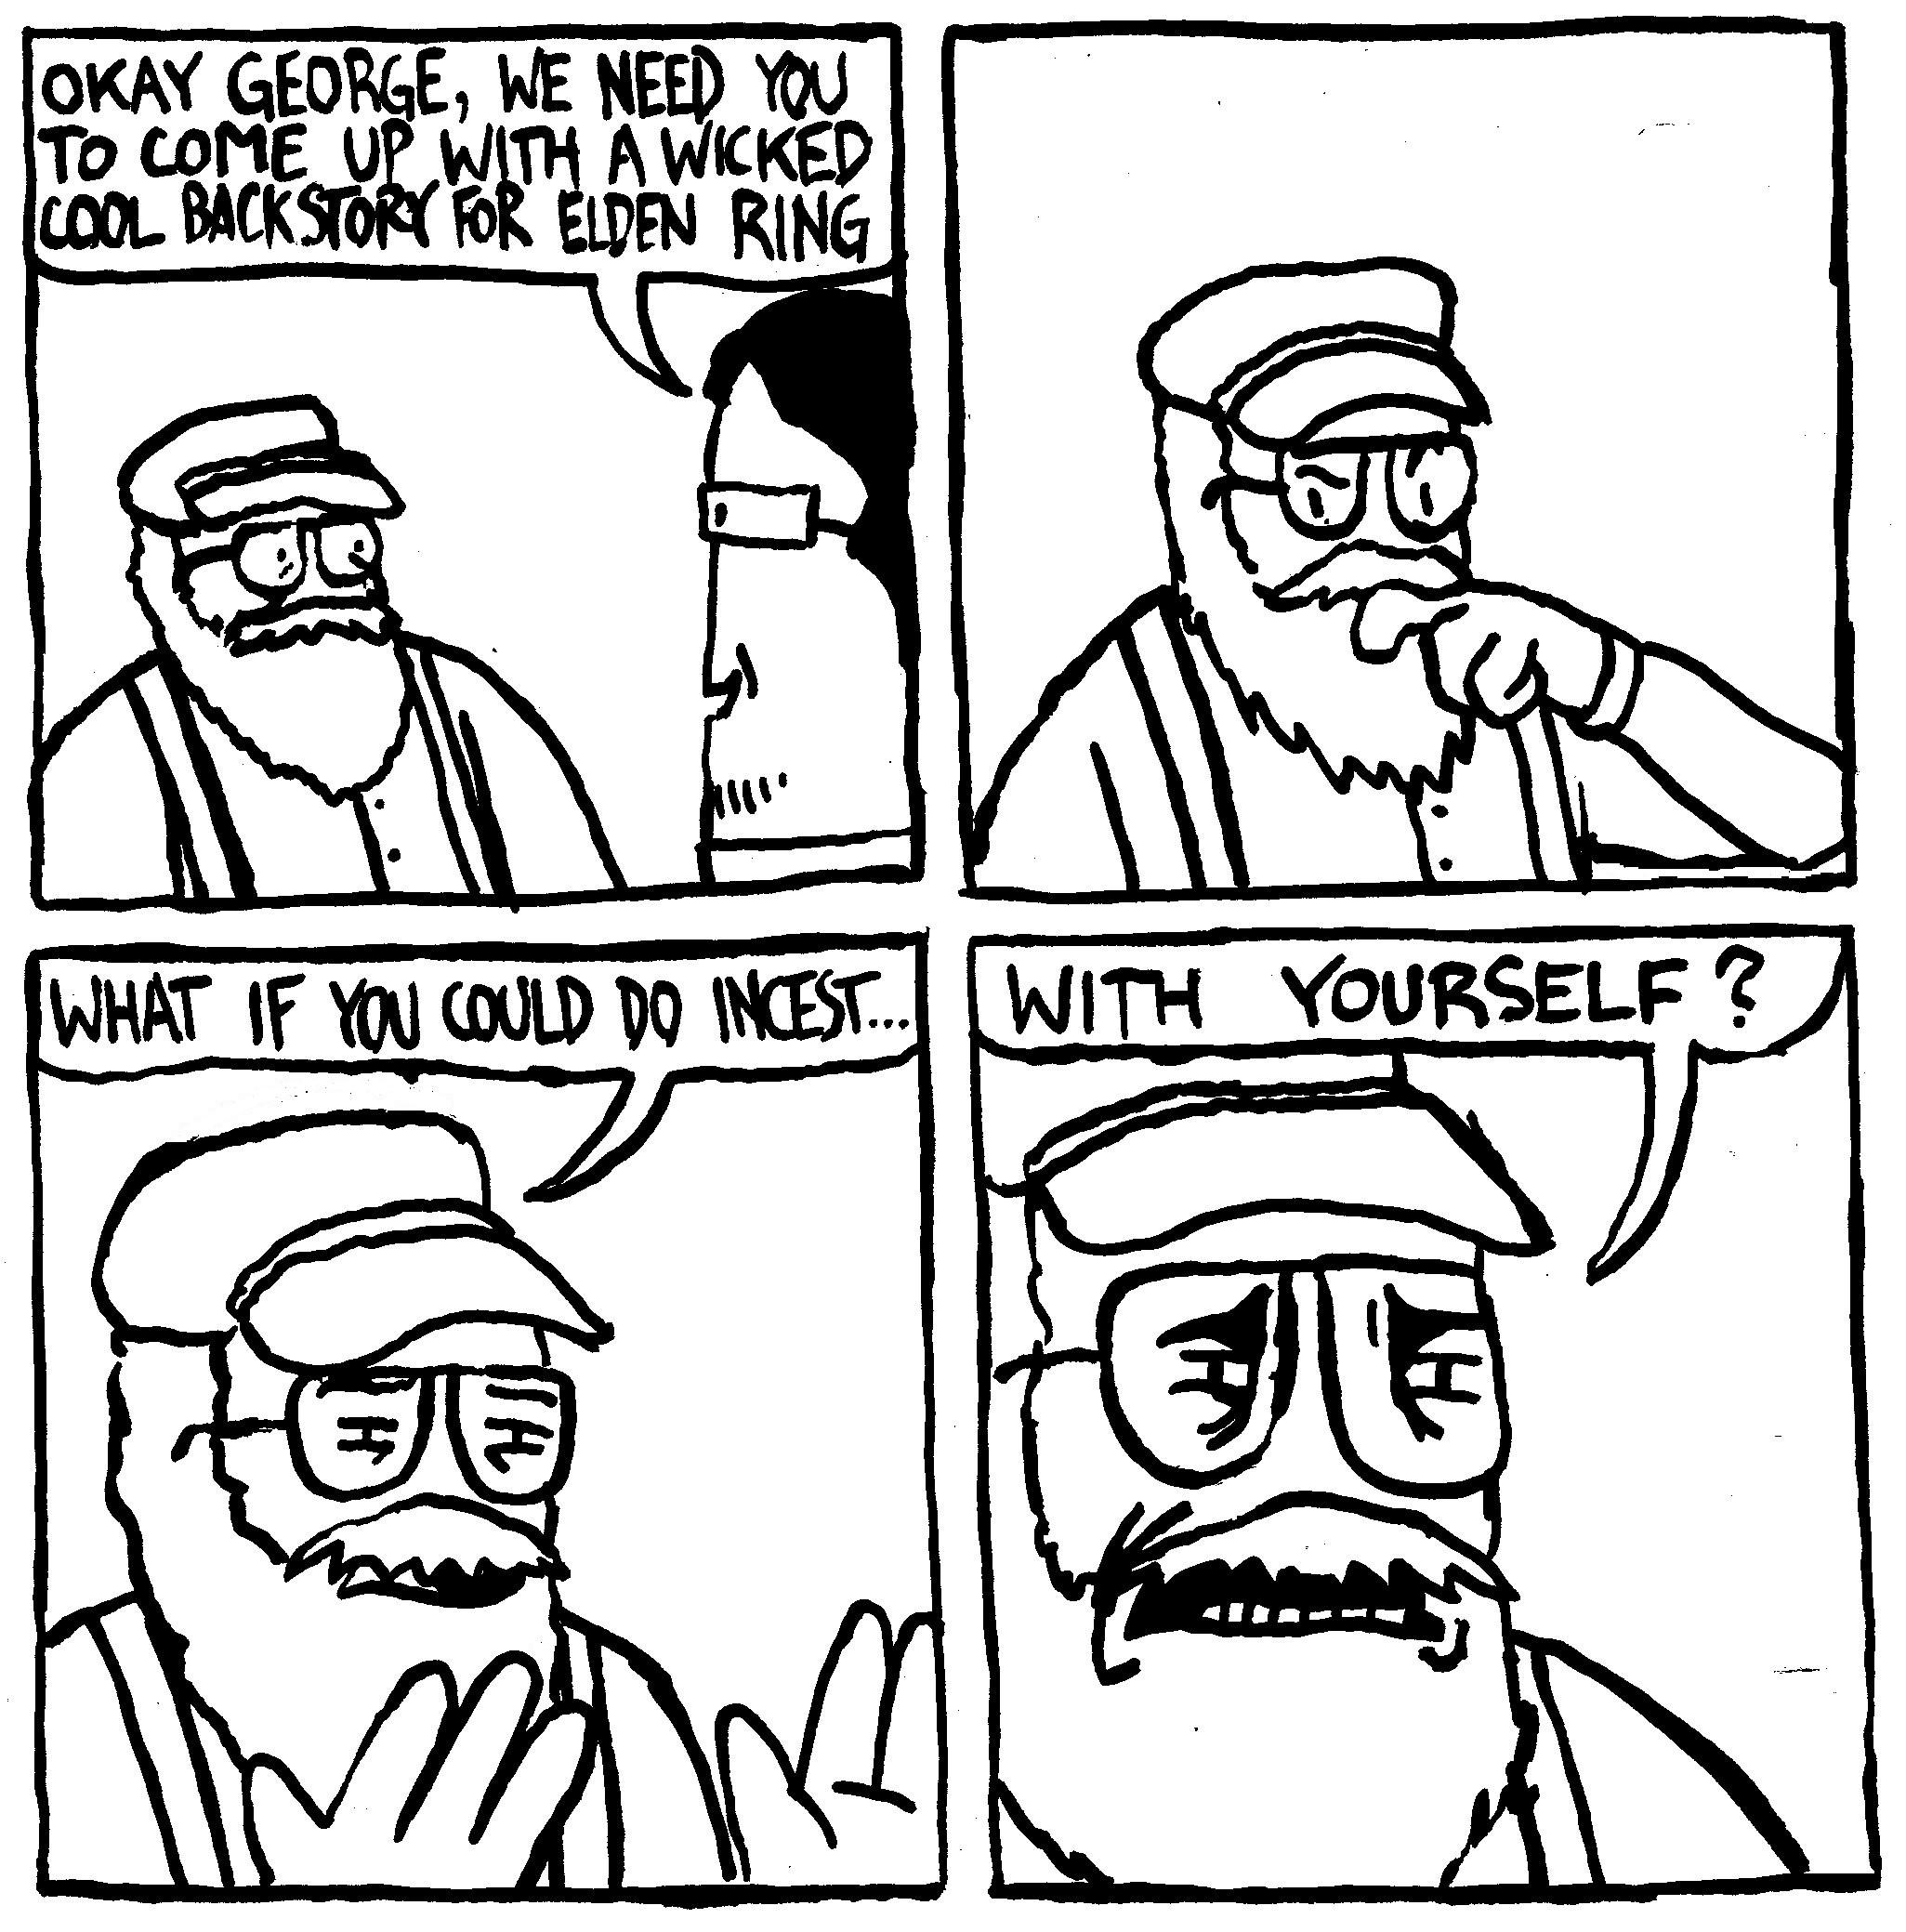 OKAY GEORGE, WE NEED YOU
TO COME UP WITH A WICKED
COOL BACKSTORY FOR ELDEN RING
WHAT IF YOU COULD DO INCEST...
WITH YOURSELF?